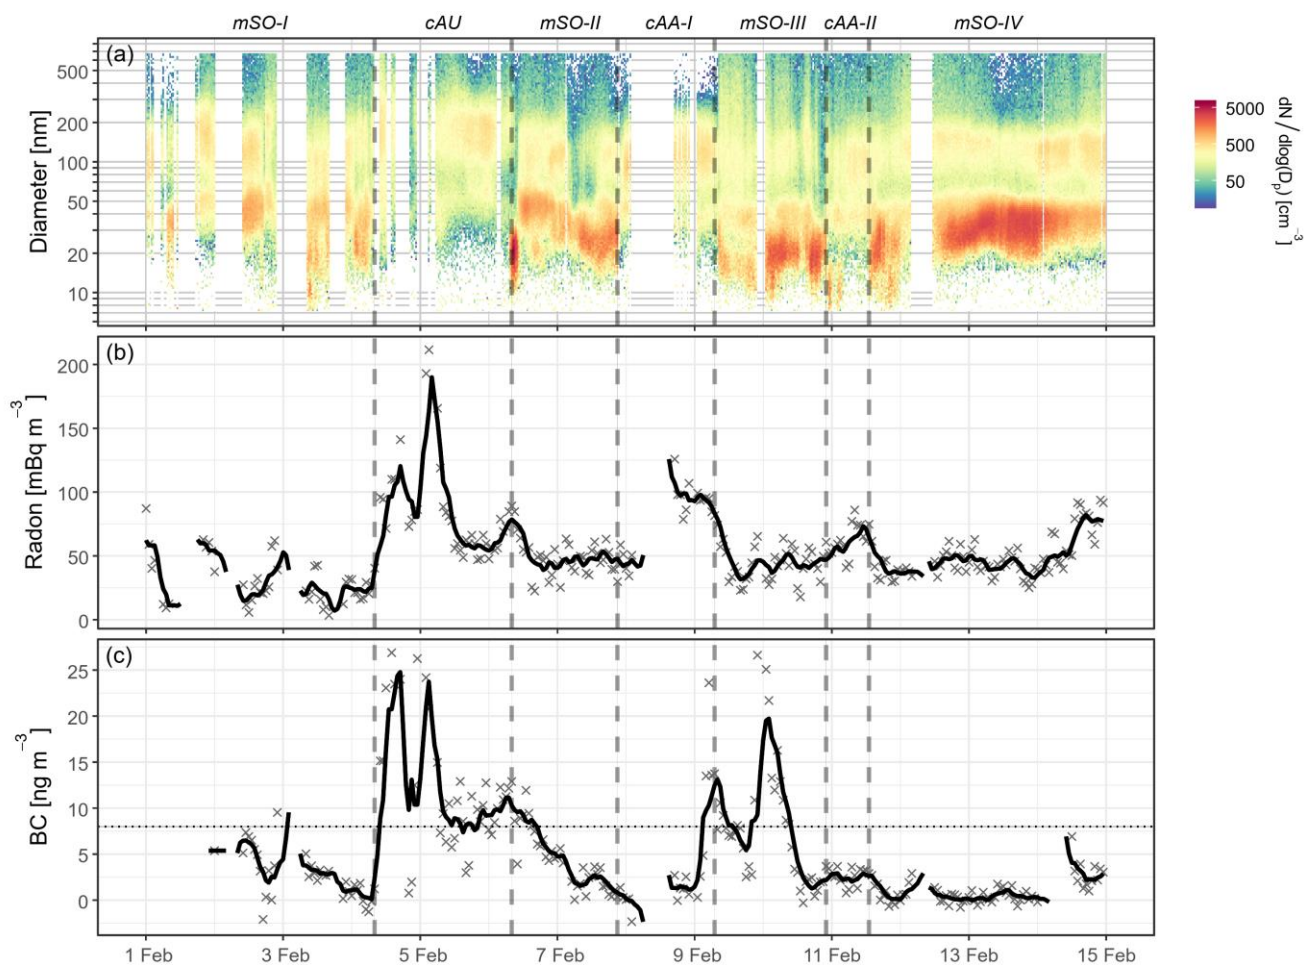 mSO-I cAU mSO-II cAA-I mSO-III cAA-II mSO-IV
(a)
Diameter [nm]
500
200
100
50
20
10
5000
500
50
dN / dlog(Dₚ) [cm⁻³]
(b)
Radon [mBq m⁻³]
200
150
100
50
0
(c)
BC [ng m⁻³]
25
20
15
10
5
0
1 Feb 3 Feb 5 Feb 7 Feb 9 Feb 11 Feb 13 Feb 15 Feb